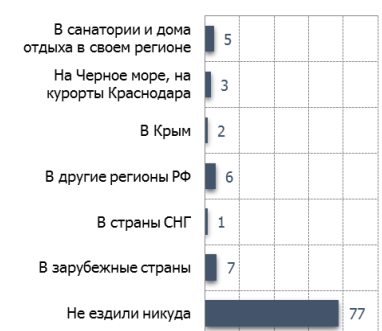 В санатории и дома
отдыха в своем регионе
5
На Черное море, на
курорты Краснодара
3
В Крым
2
В другие регионы РФ
6
В страны СНГ
1
В зарубежные страны
7
Не ездили никуда
77